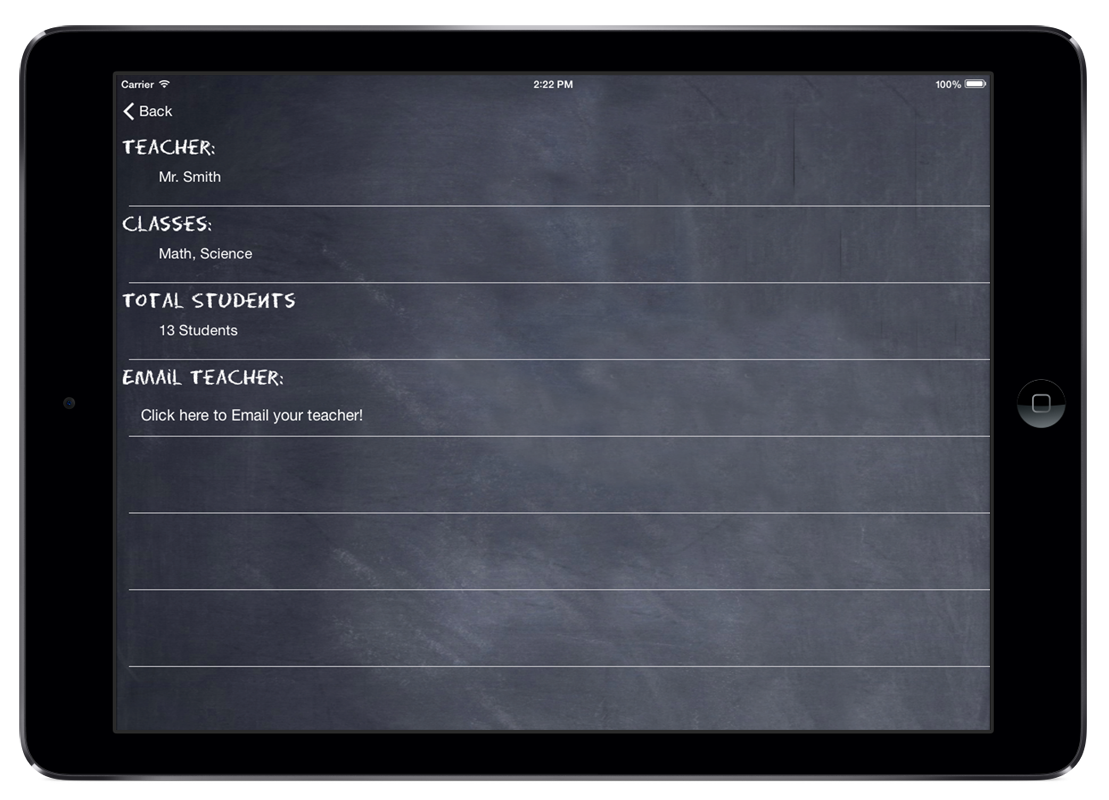 Carrier 2:22 PM 100%
Back
TEACHER:
Mr. Smith
CLASSES:
Math, Science
TOTAL STUDENTS
13 Students
EMAIL TEACHER:
Click here to Email your teacher!